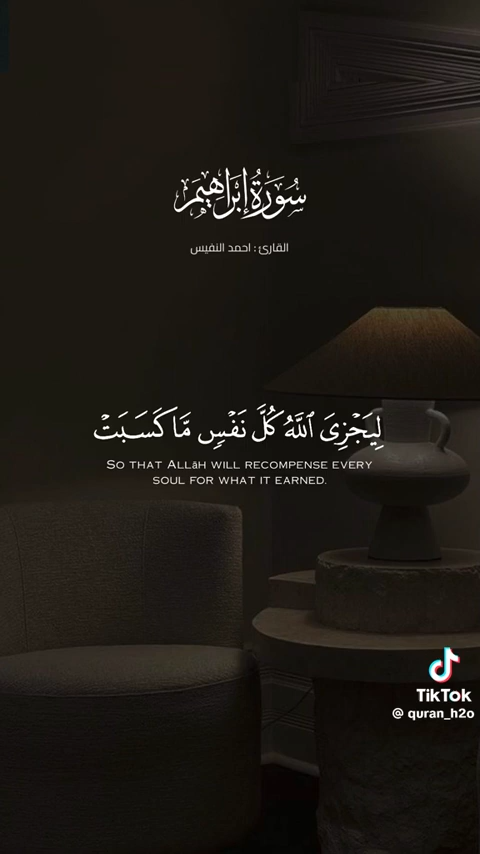 سُورَةُ إِبْرَاهِيمَ
القارئ : احمد النفيس
لِيَجْزِىَ ٱللَّهُ كُلَّ نَفْسٍ مَّا كَسَبَتْ
SO THAT ALLāH WILL RECOMPENSE EVERY
SOUL FOR WHAT IT EARNED.
TikTok
@ quran_h2o